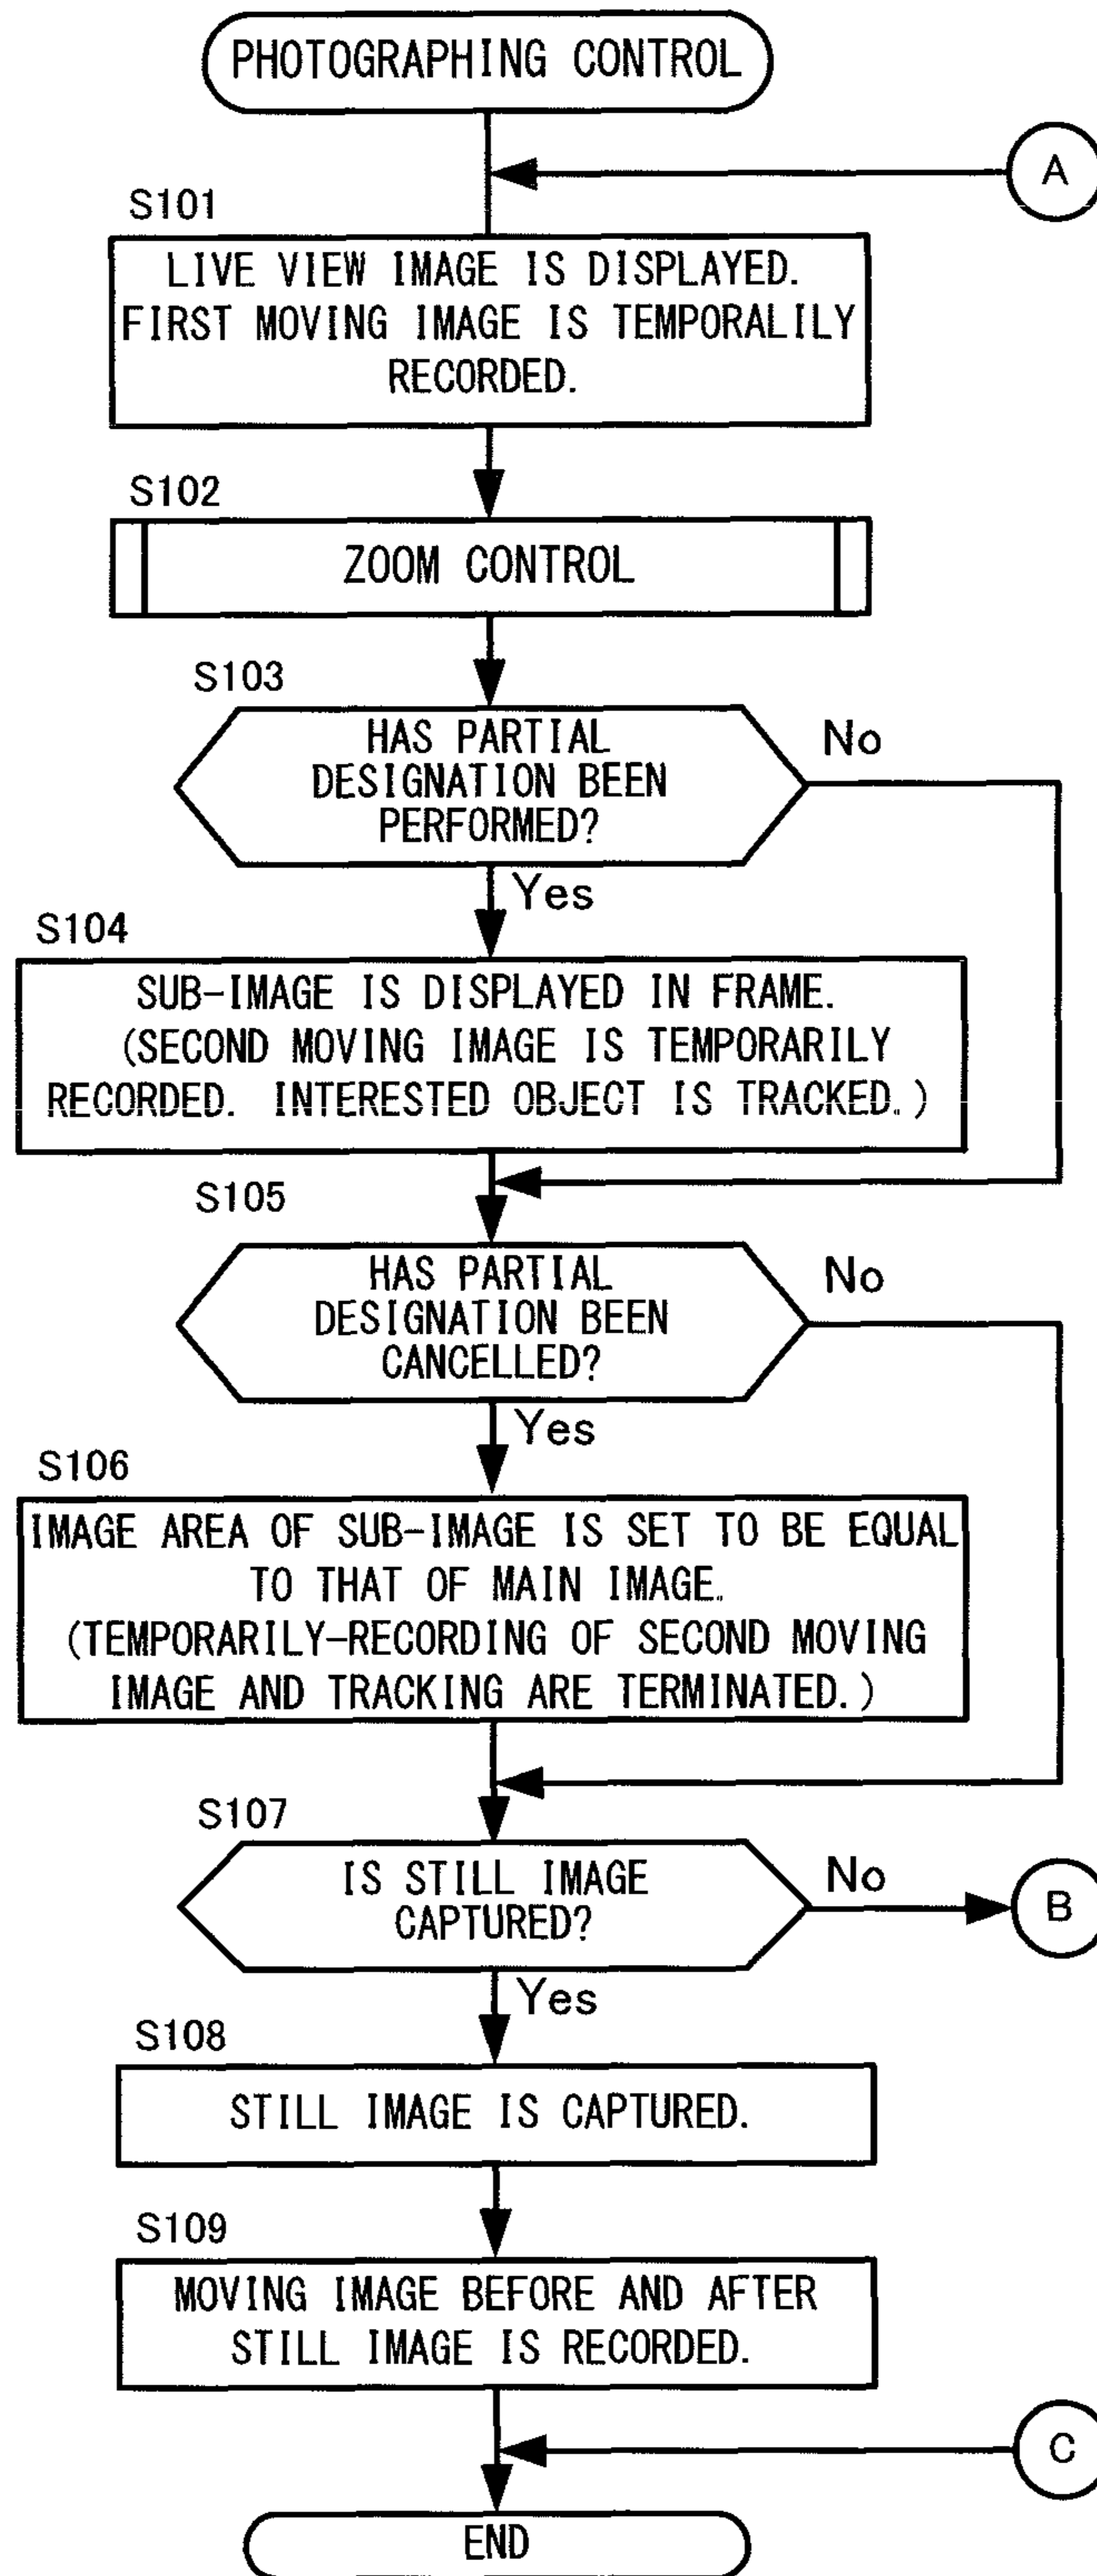 PHOTOGRAPHING CONTROL
A
S101
LIVE VIEW IMAGE IS DISPLAYED.
FIRST MOVING IMAGE IS TEMPORALILY
RECORDED.
S102
ZOOM CONTROL
S103
HAS PARTIAL
DESIGNATION BEEN
PERFORMED?
No
Yes
S104
SUB-IMAGE IS DISPLAYED IN FRAME.
(SECOND MOVING IMAGE IS TEMPORARILY
RECORDED. INTERESTED OBJECT IS TRACKED.)
S105
HAS PARTIAL
DESIGNATION BEEN
CANCELLED?
No
Yes
S106
IMAGE AREA OF SUB-IMAGE IS SET TO BE EQUAL
TO THAT OF MAIN IMAGE.
(TEMPORARILY-RECORDING OF SECOND MOVING
IMAGE AND TRACKING ARE TERMINATED.)
S107
IS STILL IMAGE
CAPTURED?
No
B
Yes
S108
STILL IMAGE IS CAPTURED.
S109
MOVING IMAGE BEFORE AND AFTER
STILL IMAGE IS RECORDED.
C
END